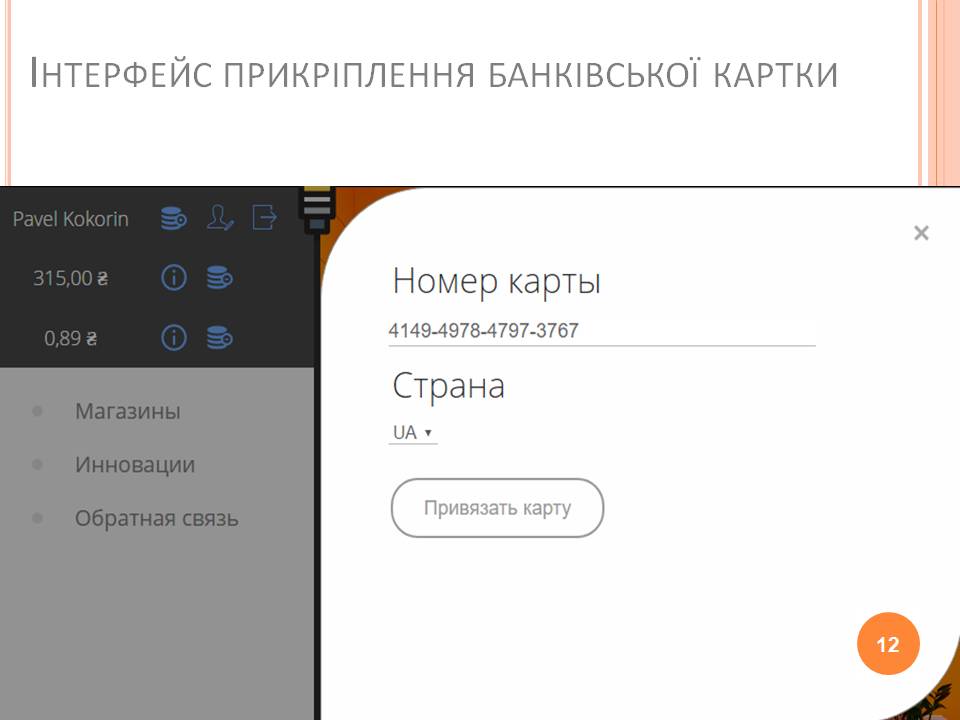 ІНТЕРФЕЙС ПРИКРІПЛЕННЯ БАНКІВСЬКОЇ КАРТКИ
Pavel Kokorin
315,00 ₴
0,89 ₴
Магазины
Инновации
Обратная связь
×
Номер карты
4149-4978-4797-3767
Страна
UA ▼
Привязать карту
12